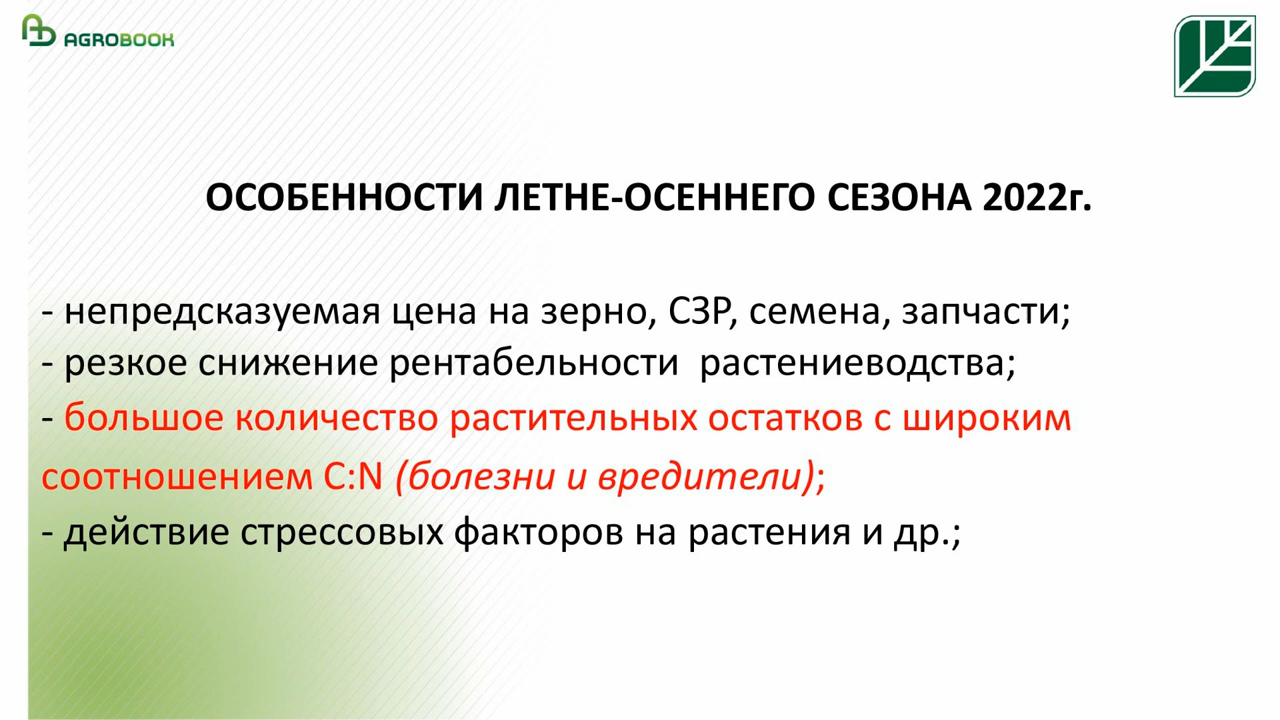 AGROBOOK
ОСОБЕННОСТИ ЛЕТНЕ-ОСЕННЕГО СЕЗОНА 2022г.
- непредсказуемая цена на зерно, СЗР, семена, запчасти;
- резкое снижение рентабельности растениеводства;
- большое количество растительных остатков с широким
соотношением C:N (болезни и вредители);
- действие стрессовых факторов на растения и др.;